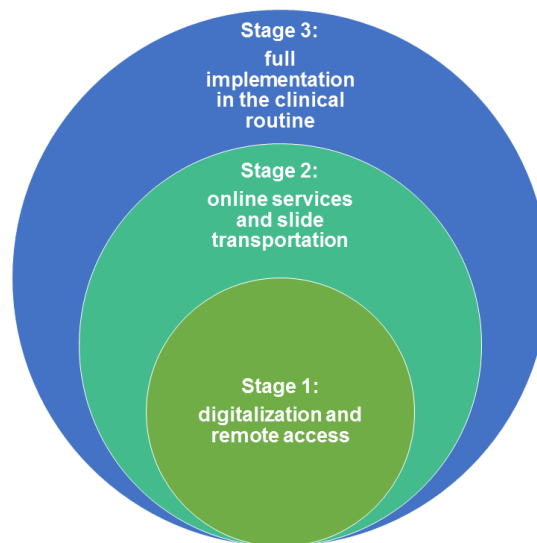 Stage 3:
full
implementation
in the clinical
routine
Stage 2:
online services
and slide
transportation
Stage 1:
digitalization and
remote access